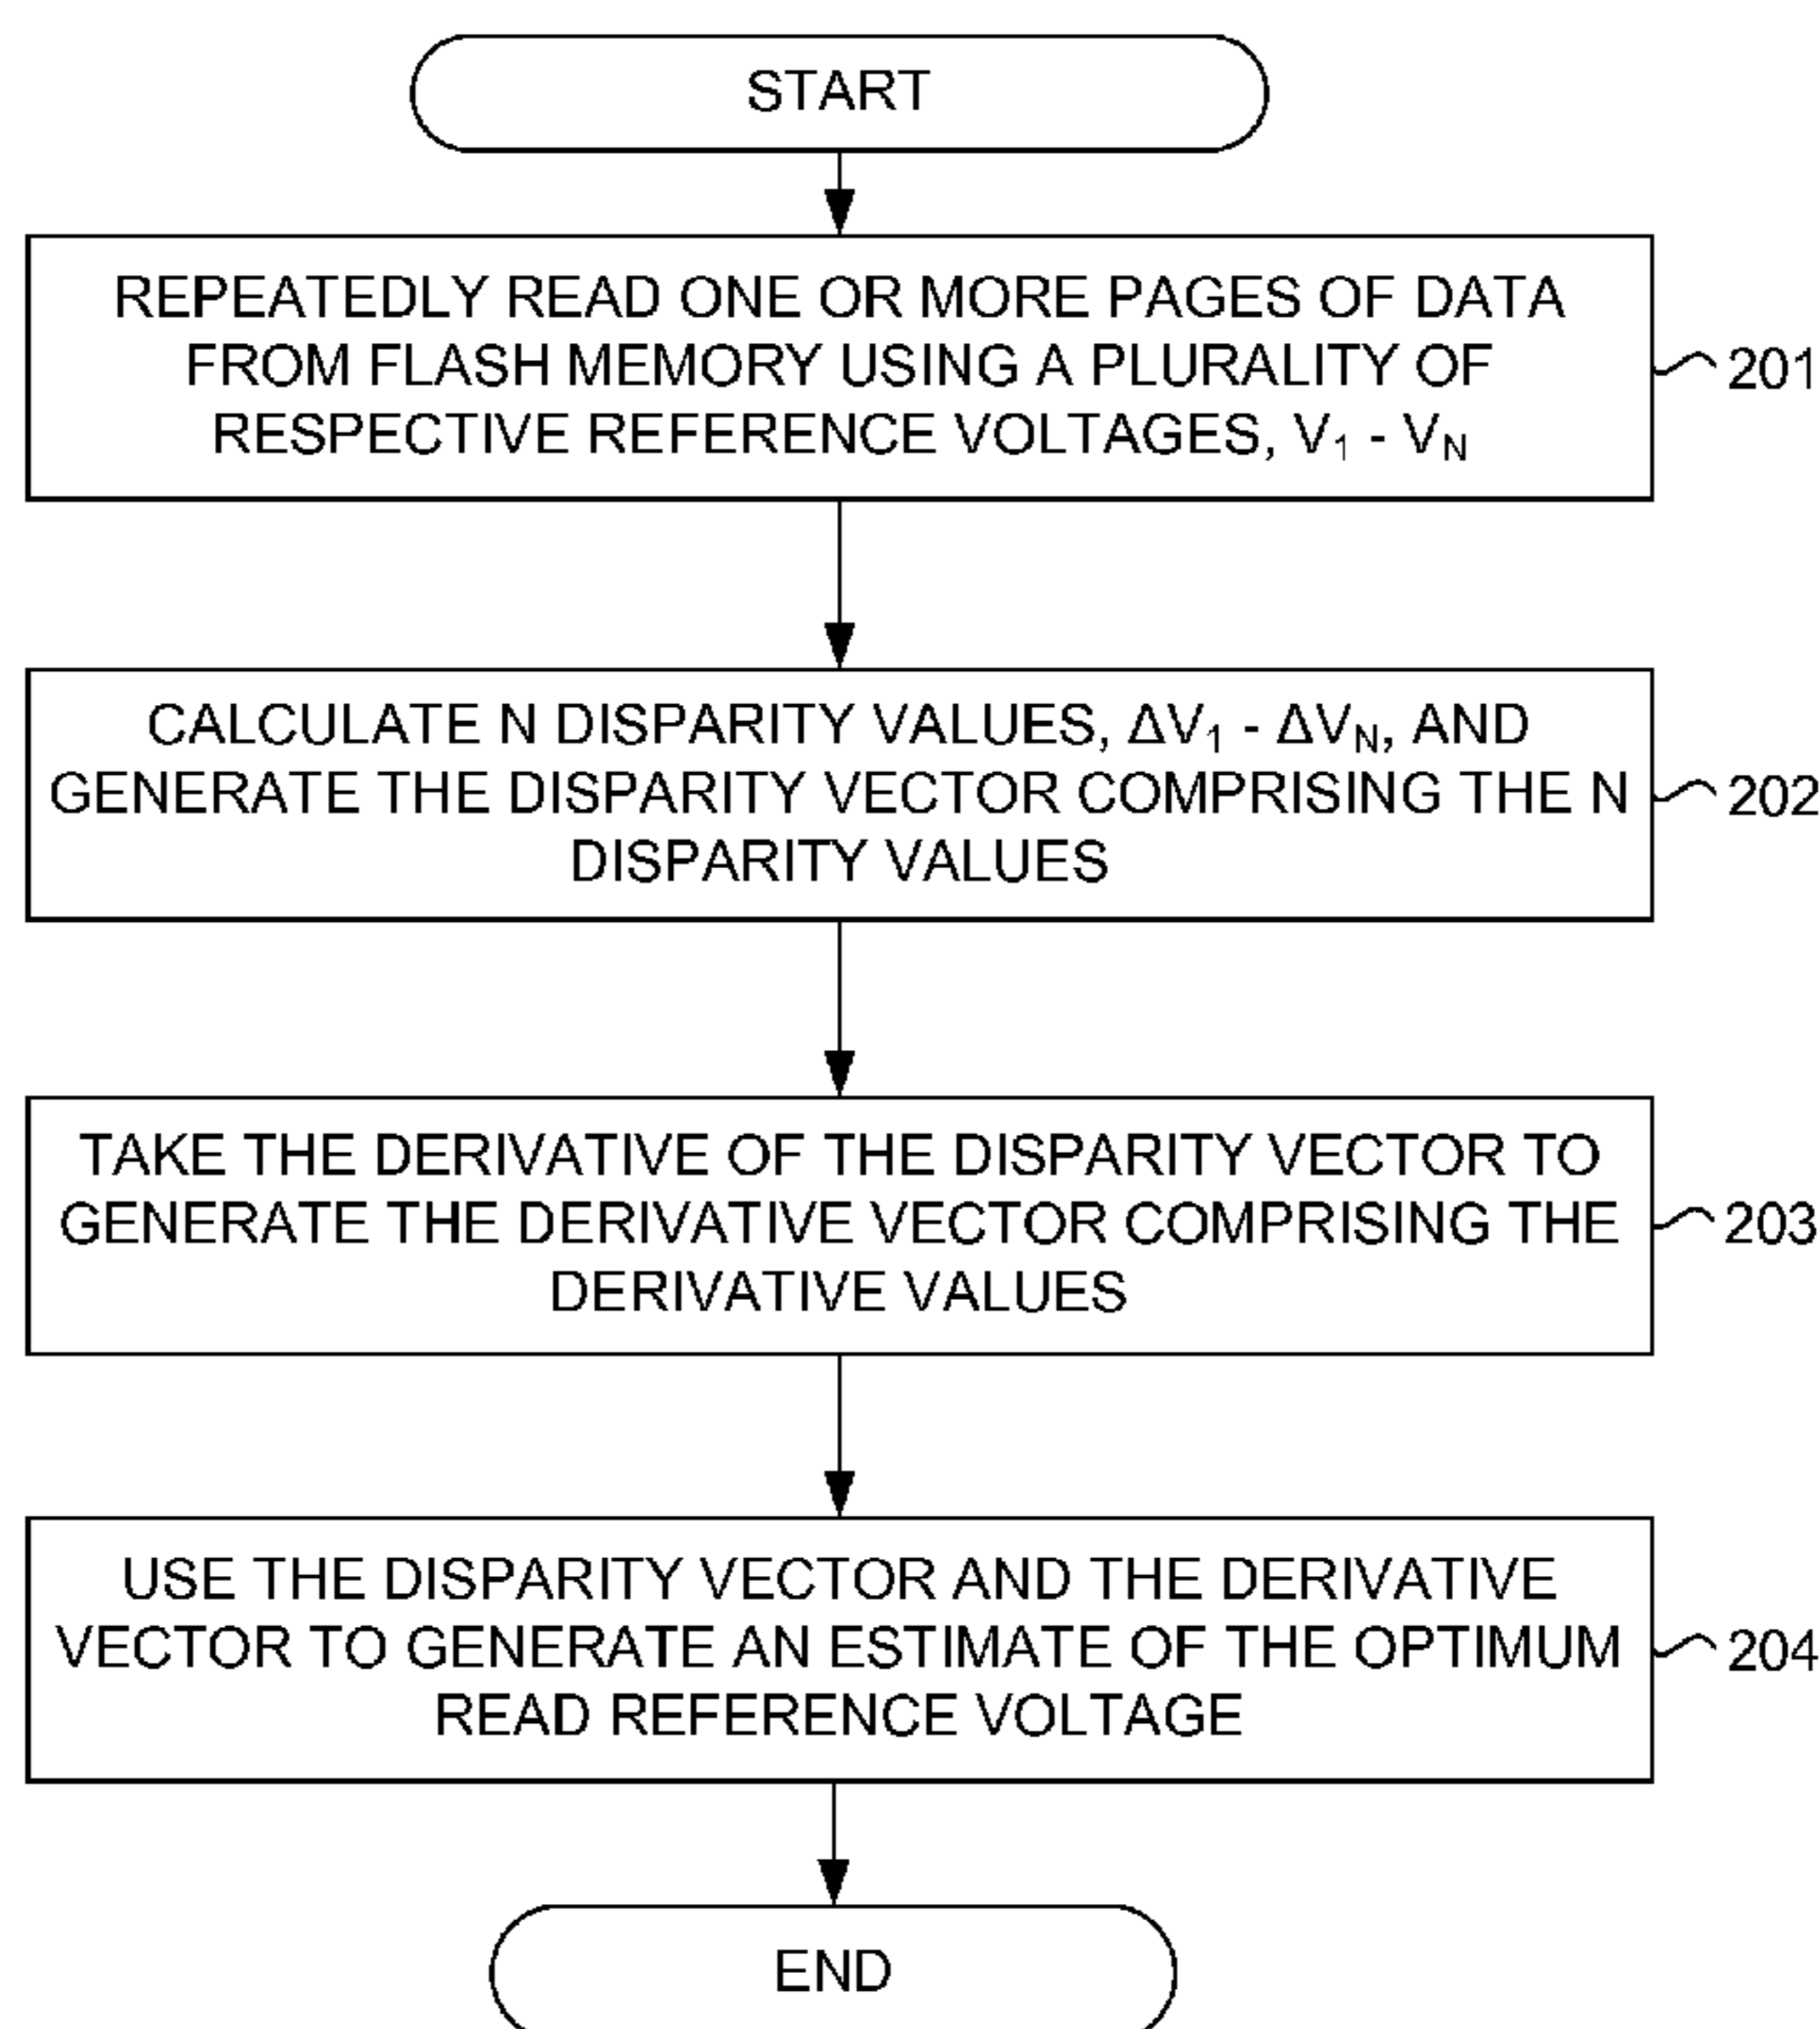 START
REPEATEDLY READ ONE OR MORE PAGES OF DATA
FROM FLASH MEMORY USING A PLURALITY OF
RESPECTIVE REFERENCE VOLTAGES, V₁ - V_N
201
CALCULATE N DISPARITY VALUES, ΔV₁ - ΔV_N, AND
GENERATE THE DISPARITY VECTOR COMPRISING THE N
DISPARITY VALUES
202
TAKE THE DERIVATIVE OF THE DISPARITY VECTOR TO
GENERATE THE DERIVATIVE VECTOR COMPRISING THE
DERIVATIVE VALUES
203
USE THE DISPARITY VECTOR AND THE DERIVATIVE
VECTOR TO GENERATE AN ESTIMATE OF THE OPTIMUM
READ REFERENCE VOLTAGE
204
END